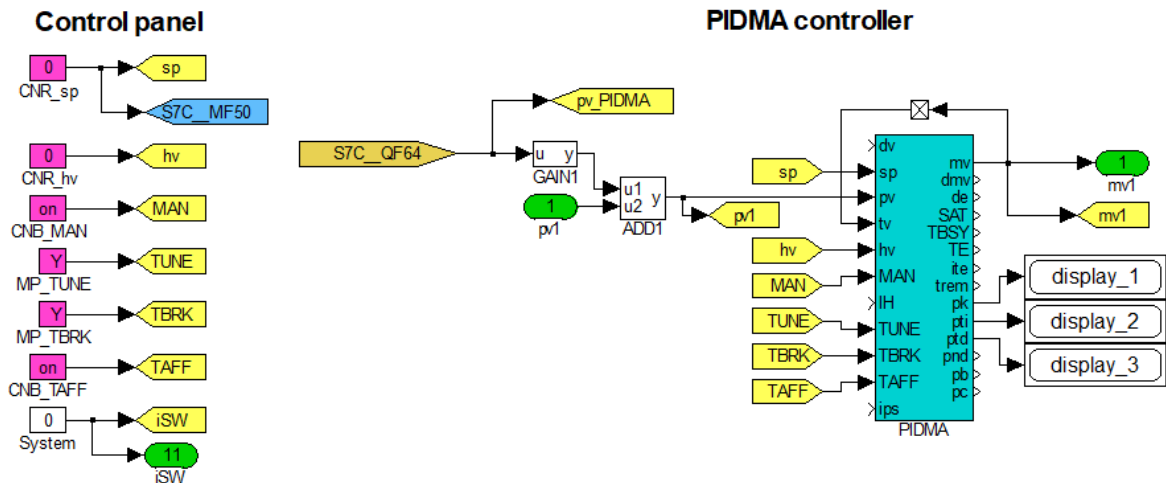 Control panel
0
CNR_sp
sp
S7C__MF50
0
CNR_hv
hv
on
CNB_MAN
MAN
Y
MP_TUNE
TUNE
Y
MP_TBRK
TBRK
on
CNB_TAFF
TAFF
0
System
iSW
11
iSW
PIDMA controller
pv_PIDMA
S7C__QF64
u y
GAIN1
1
pv1
u1
u2
y
ADD1
pv1
sp
hv
MAN
TUNE
TBRK
TAFF
dv
sp
pv
tv
hv
MAN
IH
TUNE
TBRK
TAFF
ips
mv
dmv
de
SAT
TBSY
TE
ite
trem
pk
pti
ptd
pnd
pb
pc
PIDMA
1
mv1
mv1
display_1
display_2
display_3